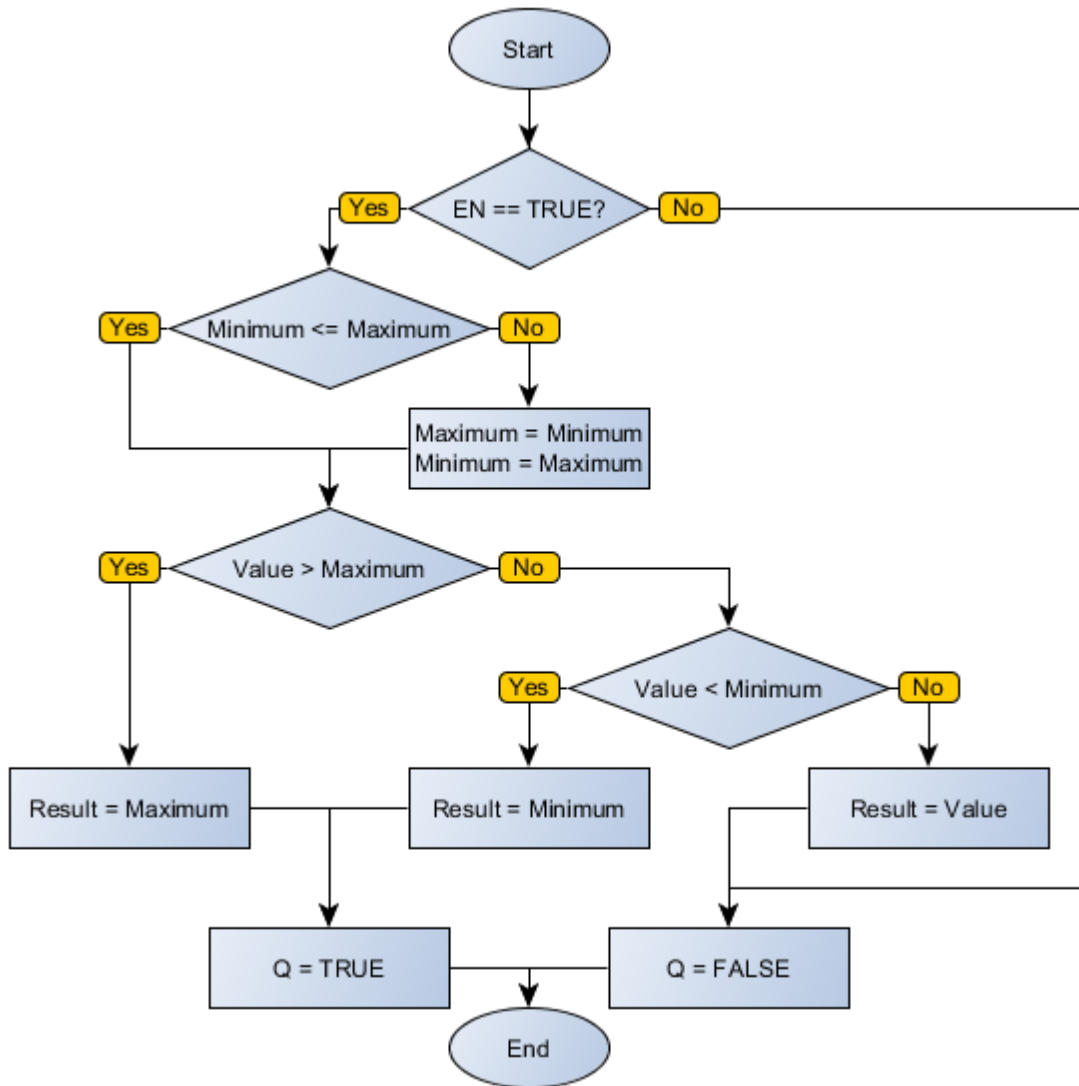 Start
EN == TRUE?
Yes
No
Minimum <= Maximum
Yes
No
Maximum = Minimum
Minimum = Maximum
Value > Maximum
Yes
No
Value < Minimum
Yes
No
Result = Maximum
Result = Minimum
Result = Value
Q = TRUE
Q = FALSE
End